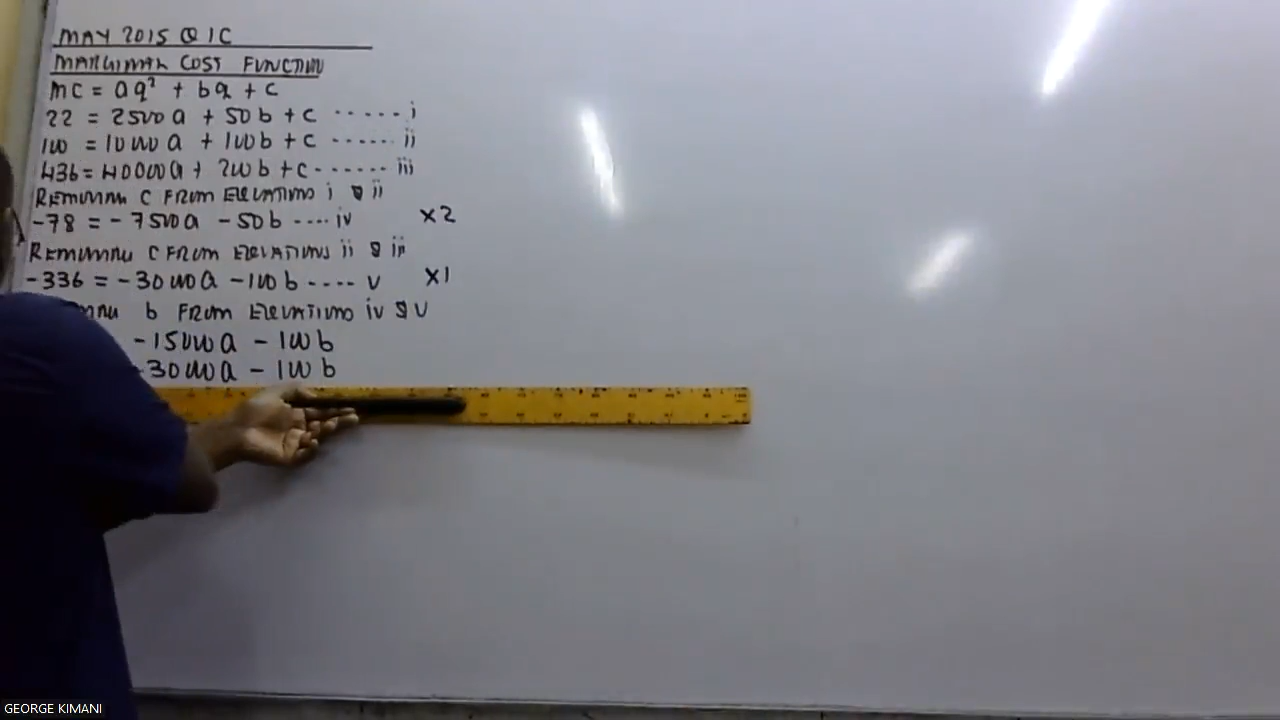 MAY 2015 Q 1C
MARGINAL COST FUNCTION
MC = aq² + bq + c
22 = 2500a + 50b + c ...... i
100 = 10000a + 100b + c ...... ii
436 = 40000a + 200b + c ...... iii
REMOVING C FROM EQUATIONS i & ii
-78 = -7500a - 50b .... iv ×2
REMOVING C FROM EQUATIONS ii & iii
-336 = -30000a - 100b .... v ×1
b FROM EQUATIONS iv & v
-15000a - 100b
-30000a - 100b
GEORGE KIMANI